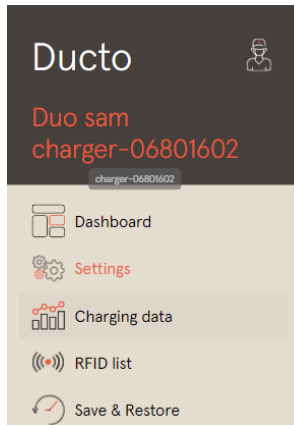 Ducto
Duo sam
charger-06801602
charger-06801602
Dashboard
Settings
Charging data
RFID list
Save & Restore